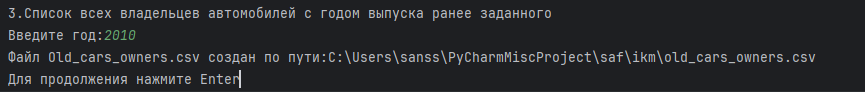 3.Список всех владельцев автомобилей с годом выпуска ранее заданного
Введите год:2010
Файл Old_cars_owners.csv создан по пути:C:\Users\sanss\PyCharmMiscProject\saf\ikm\old_cars_owners.csv
Для продолжения нажмите Enter